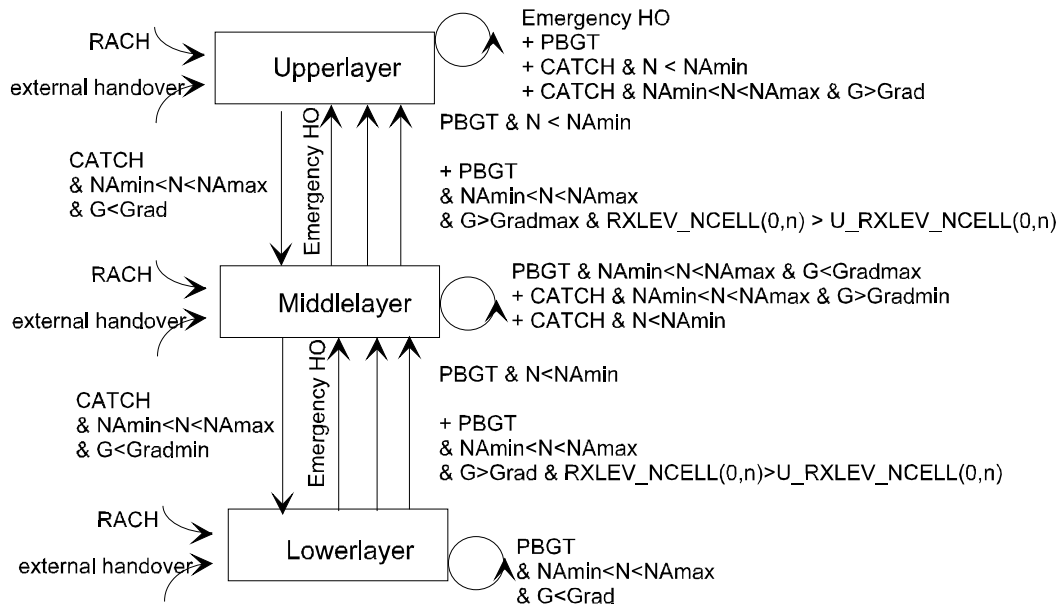 RACH
external handover
Upperlayer
Emergency HO
+ PBGT
+ CATCH & N < NAmin
+ CATCH & NAmin<N<NAmax & G>Grad
CATCH
& NAmin<N<NAmax
& G<Grad
Emergency HO
PBGT & N < NAmin
+ PBGT
& NAmin<N<NAmax
& G>Gradmax & RXLEV_NCELL(0,n) > U_RXLEV_NCELL(0,n)
RACH
external handover
Middlelayer
PBGT & NAmin<N<NAmax & G<Gradmax
+ CATCH & NAmin<N<NAmax & G>Gradmin
+ CATCH & N<NAmin
CATCH
& NAmin<N<NAmax
& G<Gradmin
Emergency HO
PBGT & N<NAmin
+ PBGT
& NAmin<N<NAmax
& G>Grad & RXLEV_NCELL(0,n)>U_RXLEV_NCELL(0,n)
RACH
external handover
Lowerlayer
PBGT
& NAmin<N<NAmax
& G<Grad